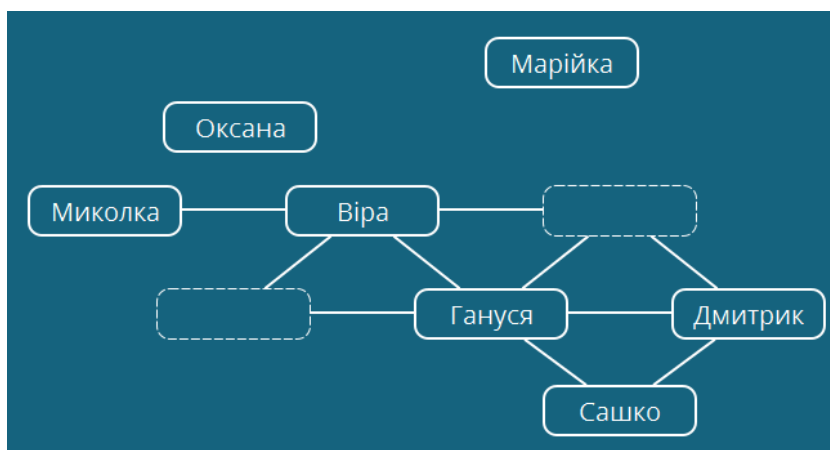 Марійка
Оксана
Миколка
Віра
Гануся
Дмитрик
Сашко